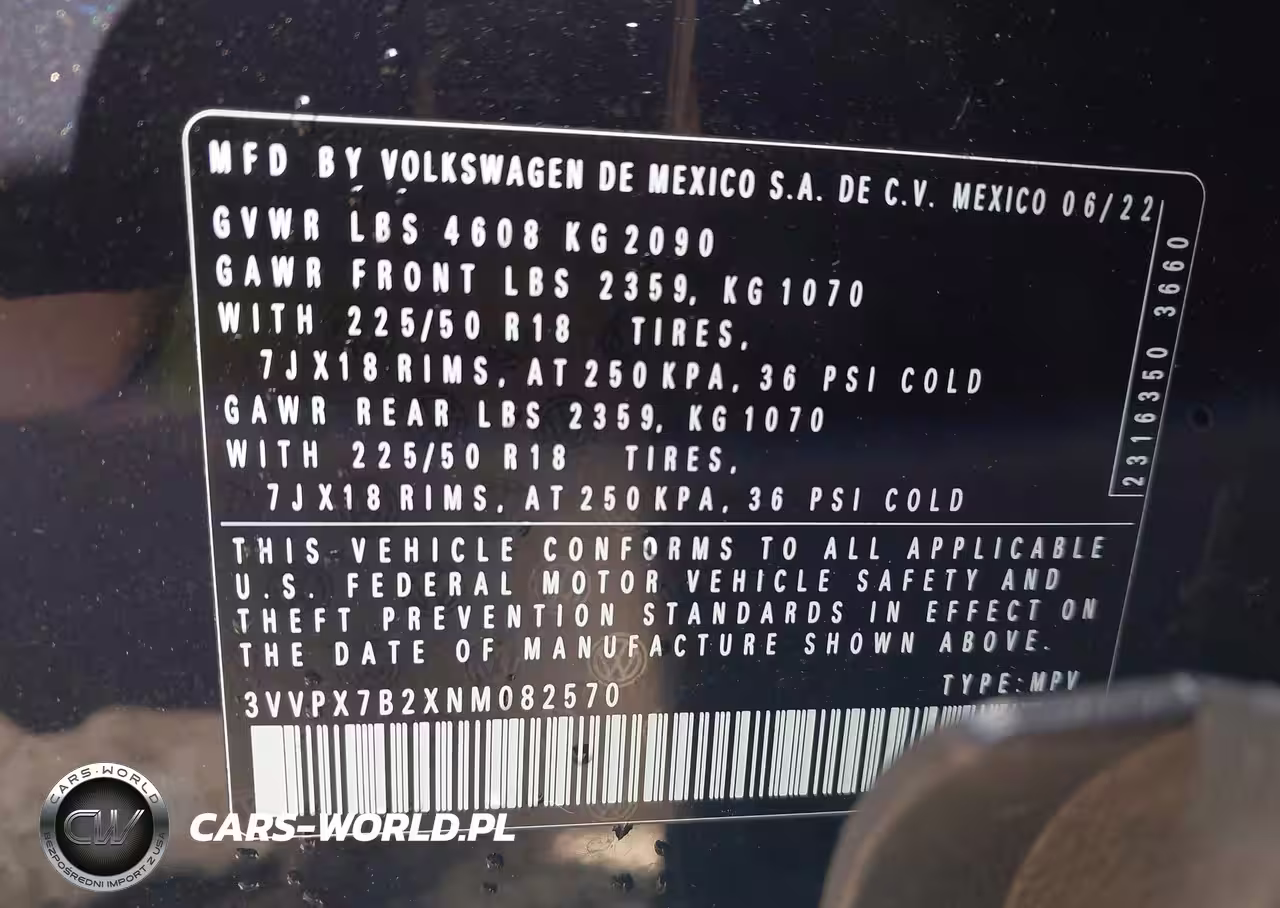 MFD BY VOLKSWAGEN DE MEXICO S.A. DE C.V. MEXICO 06/22
GVWR LBS 4608 KG 2090
GAWR FRONT LBS 2359, KG 1070
WITH 225/50 R18 TIRES,
7JX18 RIMS, AT 250 KPA, 36 PSI COLD
GAWR REAR LBS 2359, KG 1070
WITH 225/50 R18 TIRES,
7JX18 RIMS, AT 250 KPA, 36 PSI COLD
2316350 3660
THIS VEHICLE CONFORMS TO ALL APPLICABLE
U.S. FEDERAL MOTOR VEHICLE SAFETY AND
THEFT PREVENTION STANDARDS IN EFFECT ON
THE DATE OF MANUFACTURE SHOWN ABOVE.
TYPE: MPV
3VVPX7B2XNM082570
CARS-WORLD
CW
BEZPOŚREDNI IMPORT Z USA
CARS-WORLD.PL